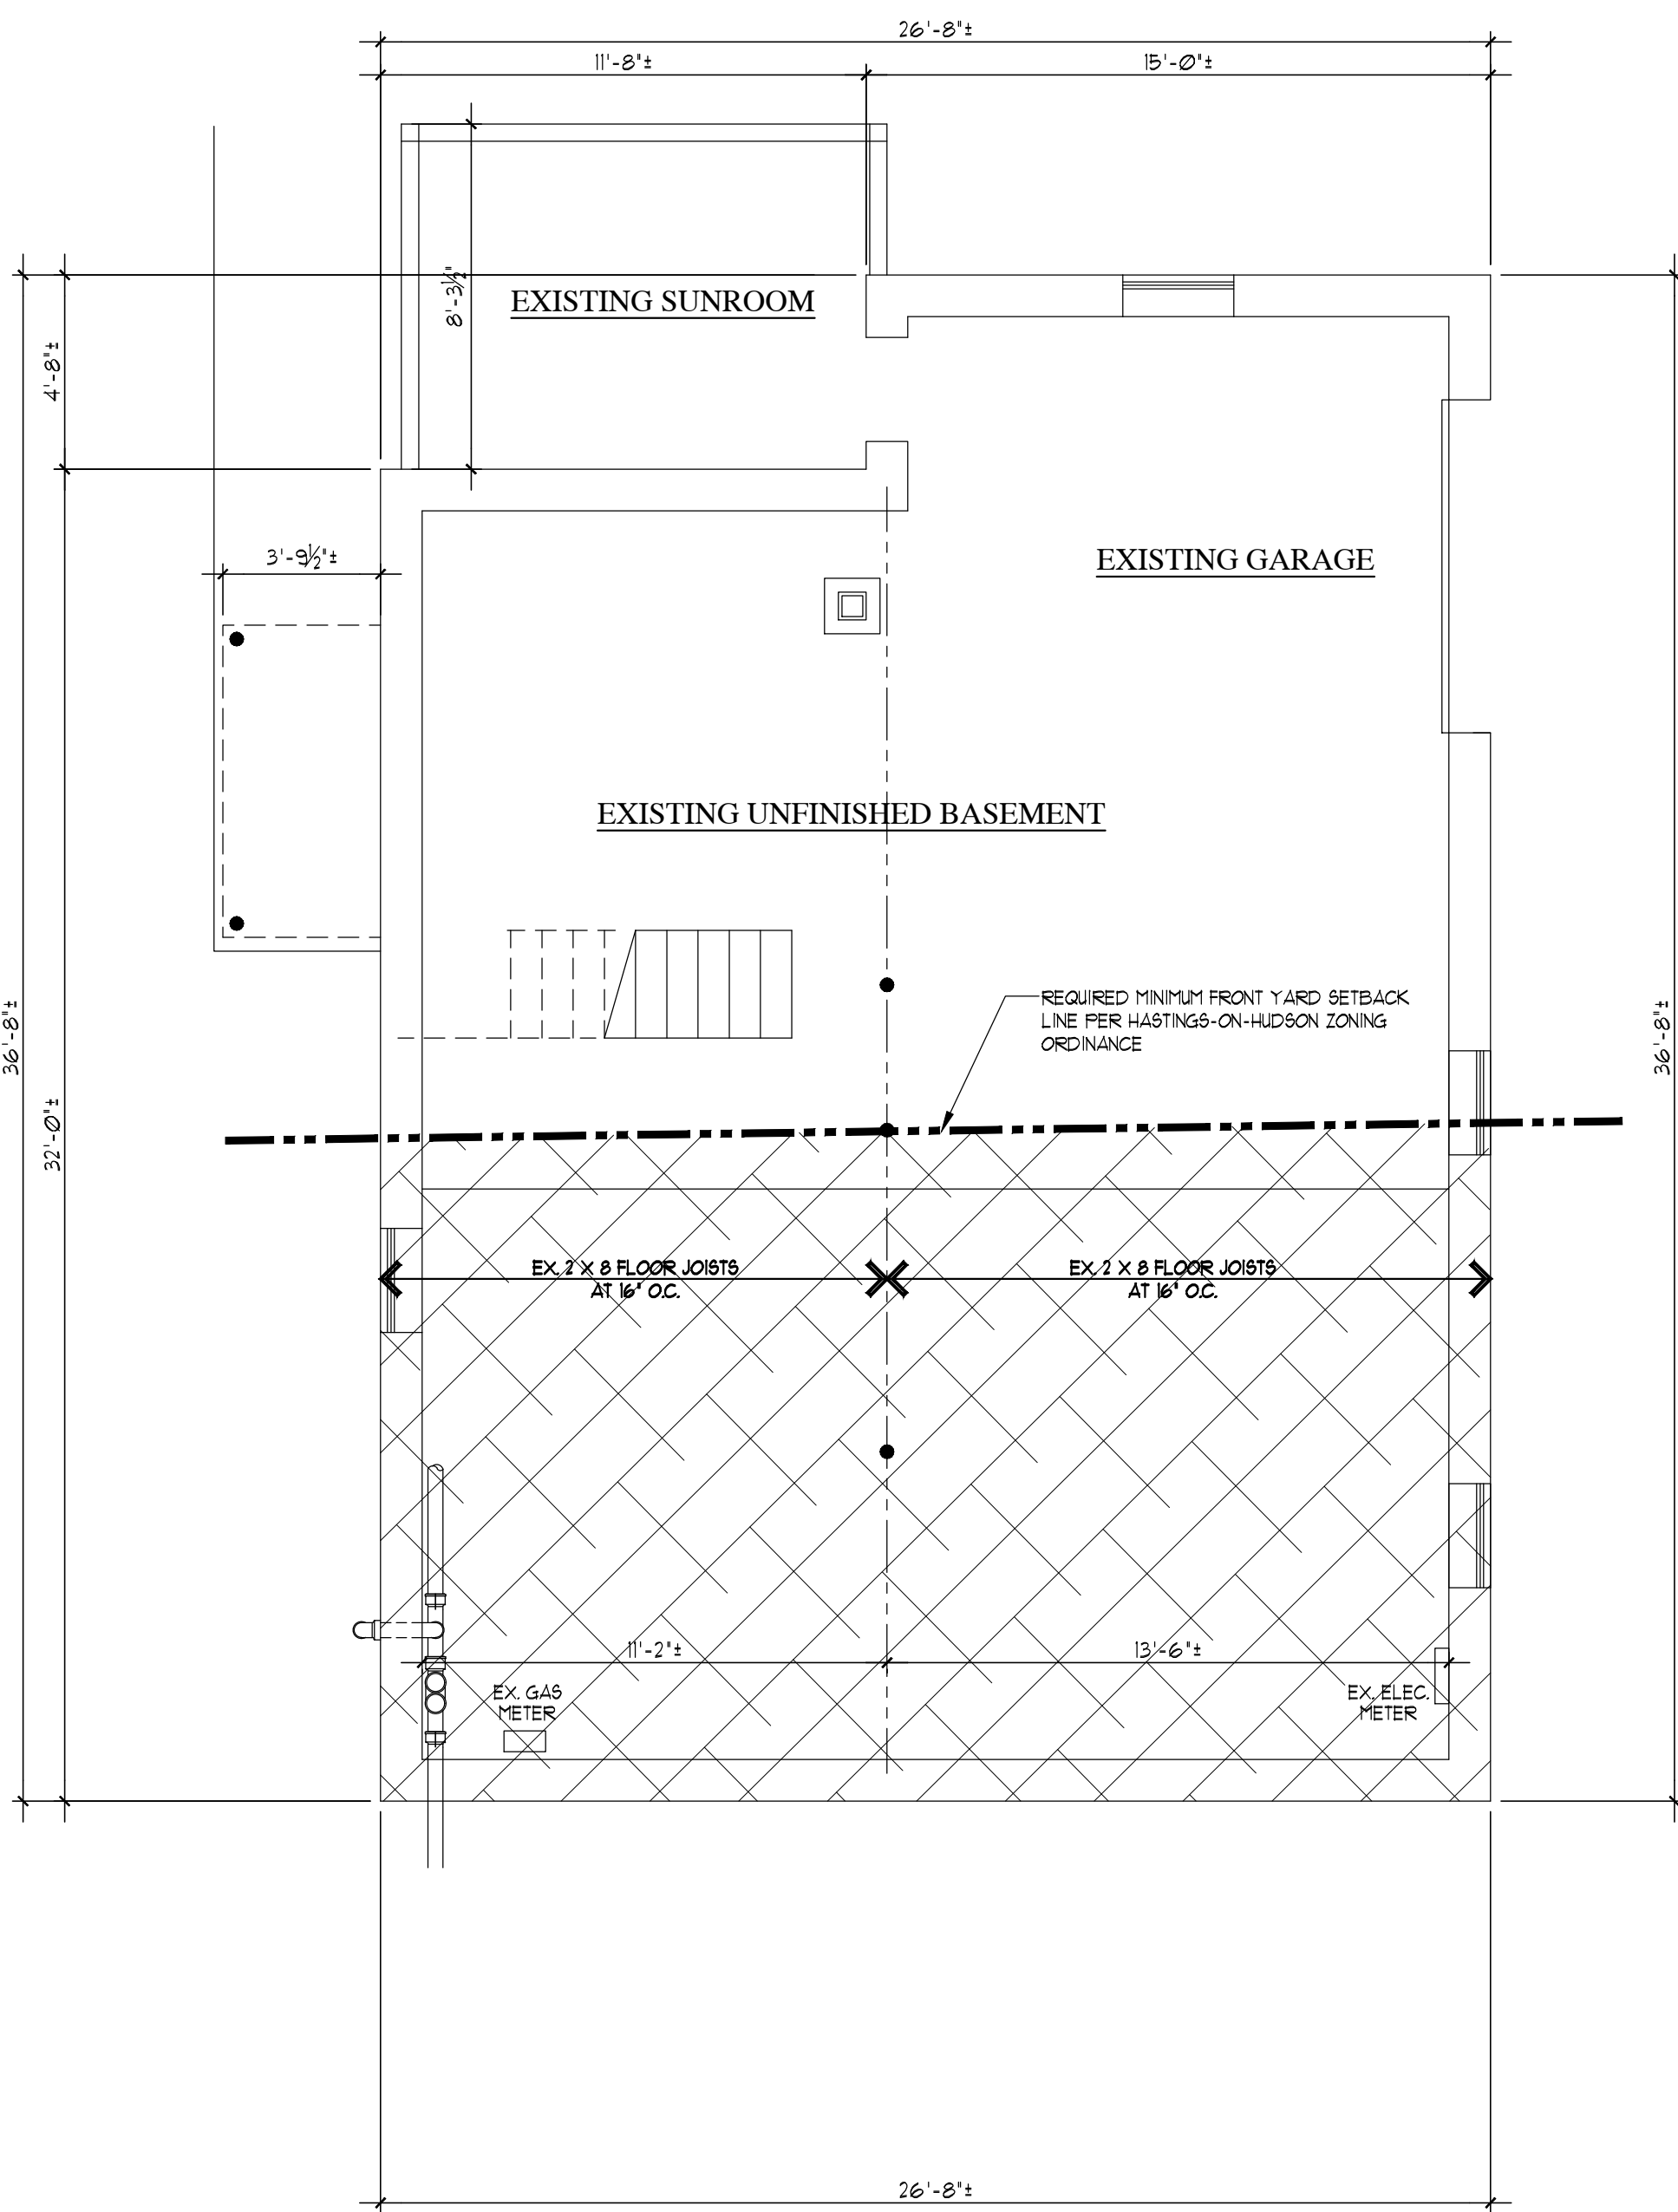 26'-8"±
11'-8"±
15'-0"±
8'-3½"
EXISTING SUNROOM
4'-8"±
3'-9½"±
EXISTING GARAGE
EXISTING UNFINISHED BASEMENT
REQUIRED MINIMUM FRONT YARD SETBACK
LINE PER HASTINGS-ON-HUDSON ZONING
ORDINANCE
36'-8"±
36'-8"±
32'-0"±
EX. 2 X 8 FLOOR JOISTS
AT 16" O.C.
EX. 2 X 8 FLOOR JOISTS
AT 16" O.C.
11'-2"±
13'-6"±
EX. GAS
METER
EX. ELEC.
METER
26'-8"±